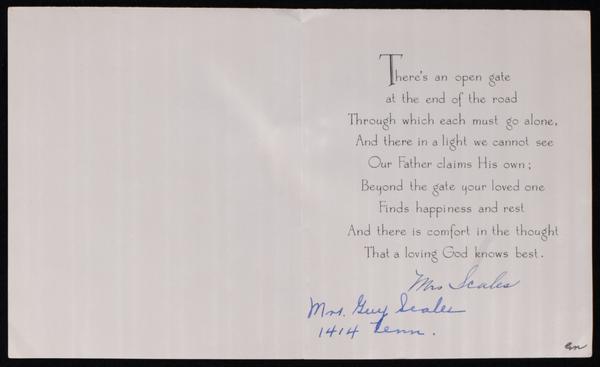 There's an open gate
at the end of the road
Through which each must go alone,
And there in a light we cannot see
Our Father claims His own;
Beyond the gate your loved one
Finds happiness and rest
And there is comfort in the thought
That a loving God knows best.
Mrs Scales
Mrs. Guy Scales
1414 Tenn.